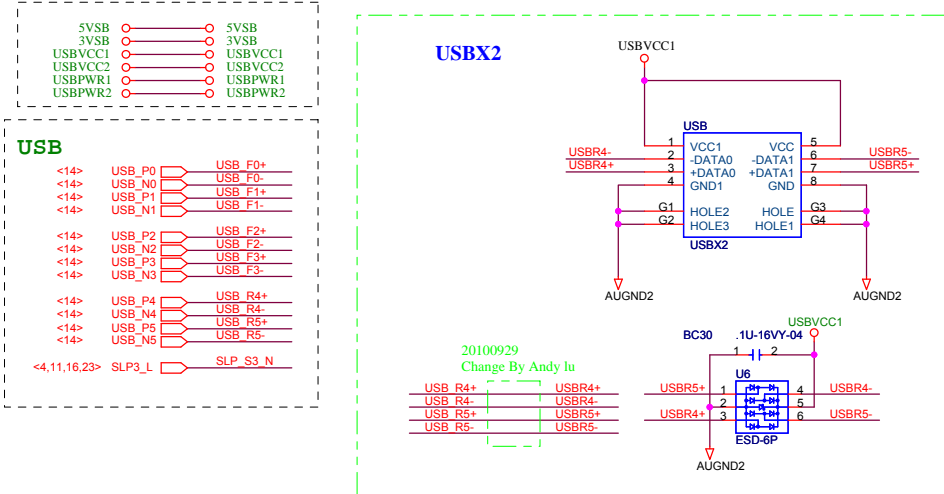 5VSB 5VSB
3VSB 3VSB
USBVCC1 USBVCC1
USBVCC2 USBVCC2
USBPWR1 USBPWR1
USBPWR2 USBPWR2
USB
<14> USB_P0 USB_F0+
<14> USB_N0 USB_F0-
<14> USB_P1 USB_F1+
<14> USB_N1 USB_F1-
<14> USB_P2 USB_F2+
<14> USB_N2 USB_F2-
<14> USB_P3 USB_F3+
<14> USB_N3 USB_F3-
<14> USB_P4 USB_R4+
<14> USB_N4 USB_R4-
<14> USB_P5 USB_R5+
<14> USB_N5 USB_R5-
<4,11,16,23> SLP3_L SLP_S3_N
USBX2
USBVCC1
USB
1 VCC1 VCC 5
USBR4- 2 -DATA0 -DATA1 6 USBR5-
USBR4+ 3 +DATA0 +DATA1 7 USBR5+
4 GND1 GND 8
G1 HOLE2 HOLE G3
G2 HOLE3 HOLE1 G4
USBX2
AUGND2 AUGND2
20100929
Change By Andy lu
USB_R4+ USBR4+
USB_R4- USBR4-
USB_R5+ USBR5+
USB_R5- USBR5-
USBVCC1
BC30 .1U-16VY-04
1 2
U6
USBR5+ 1 4 USBR4-
2 5
USBR4+ 3 6 USBR5-
ESD-6P
AUGND2